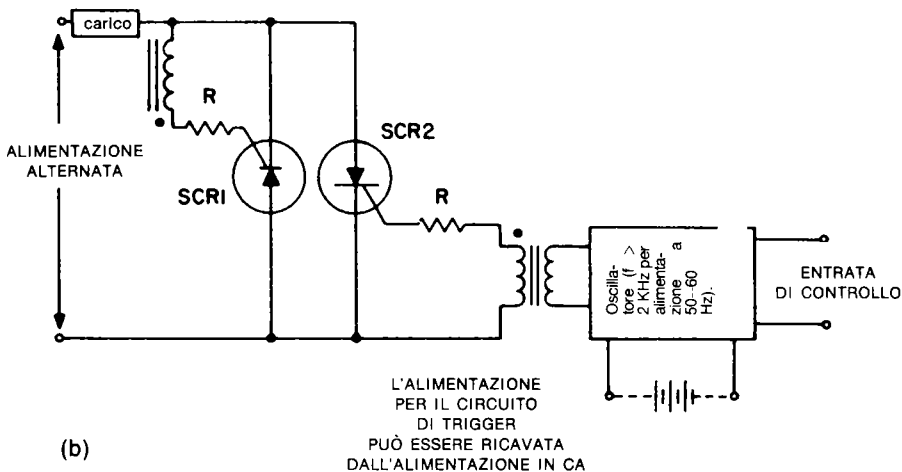 carico
R
SCR2
ALIMENTAZIONE
ALTERNATA
SCR1
R
Oscilla-
tore (f >
2 KHz per
alimenta-
zione a
50--60
Hz).
ENTRATA
DI CONTROLLO
L'ALIMENTAZIONE
PER IL CIRCUITO
DI TRIGGER
PUÒ ESSERE RICAVATA
DALL'ALIMENTAZIONE IN CA
(b)